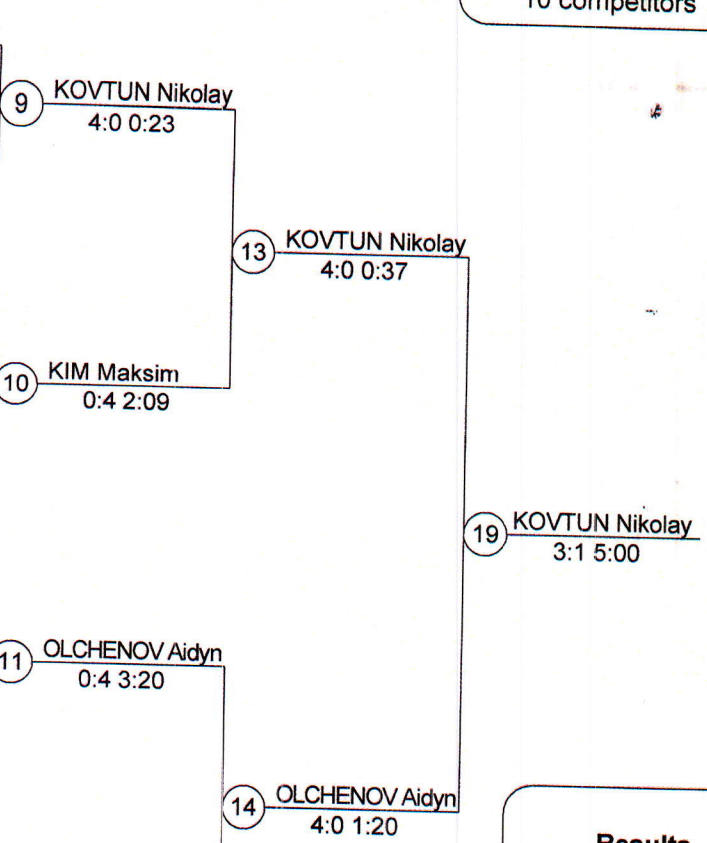 10 competitors
9 KOVTUN Nikolay
4:0 0:23
13 KOVTUN Nikolay
4:0 0:37
10 KIM Maksim
0:4 2:09
19 KOVTUN Nikolay
3:1 5:00
11 OLCHENOV Aidyn
0:4 3:20
14 OLCHENOV Aidyn
4:0 1:20
Results